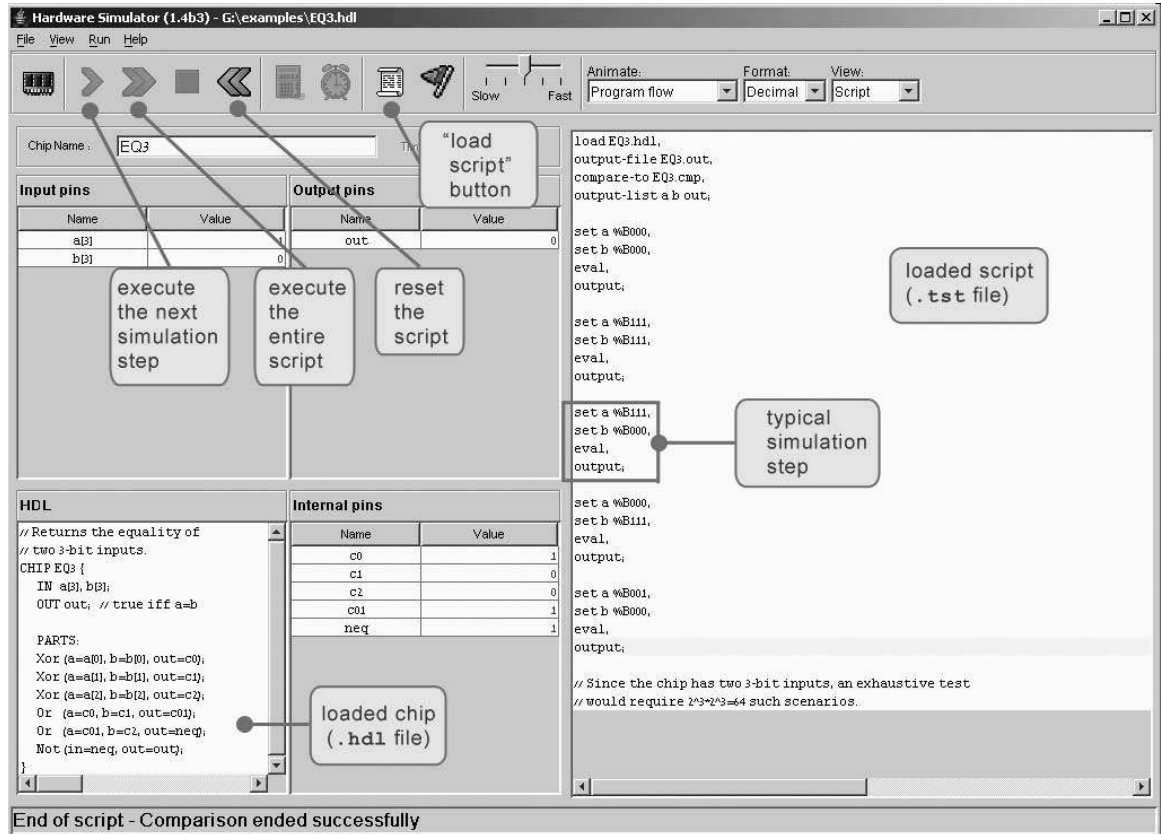 Hardware Simulator (1.4b3) - G:\examples\EQ3.hdl
File View Run Help
Slow Fast
Animate: Format: View:
Program flow Decimal Script
Chip Name : EQ3
"load
script"
button
Input pins
Name Value
a[3] 1
b[3] 0
Output pins
Name Value
out 0
execute
the next
simulation
step
execute
the
entire
script
reset
the
script
HDL
// Returns the equality of
// two 3-bit inputs.
CHIP EQ3 {
IN a[3], b[3];
OUT out; // true iff a=b
PARTS:
Xor (a=a[0], b=b[0], out=c0);
Xor (a=a[1], b=b[1], out=c1);
Xor (a=a[2], b=b[2], out=c2);
Or (a=c0, b=c1, out=c01);
Or (a=c01, b=c2, out=neq);
Not (in=neq, out=out);
}
loaded chip
(.hdl file)
Internal pins
Name Value
c0 1
c1 0
c2 0
c01 1
neq 1
load EQ3.hdl,
output-file EQ3.out,
compare-to EQ3.cmp,
output-list a b out;
set a %B000,
set b %B000,
eval,
output;
set a %B111,
set b %B111,
eval,
output;
set a %B111,
set b %B000,
eval,
output;
set a %B000,
set b %B111,
eval,
output;
set a %B001,
set b %B000,
eval,
output;
// Since the chip has two 3-bit inputs, an exhaustive test
// would require 2^3*2^3=64 such scenarios.
loaded script
(.tst file)
typical
simulation
step
End of script - Comparison ended successfully